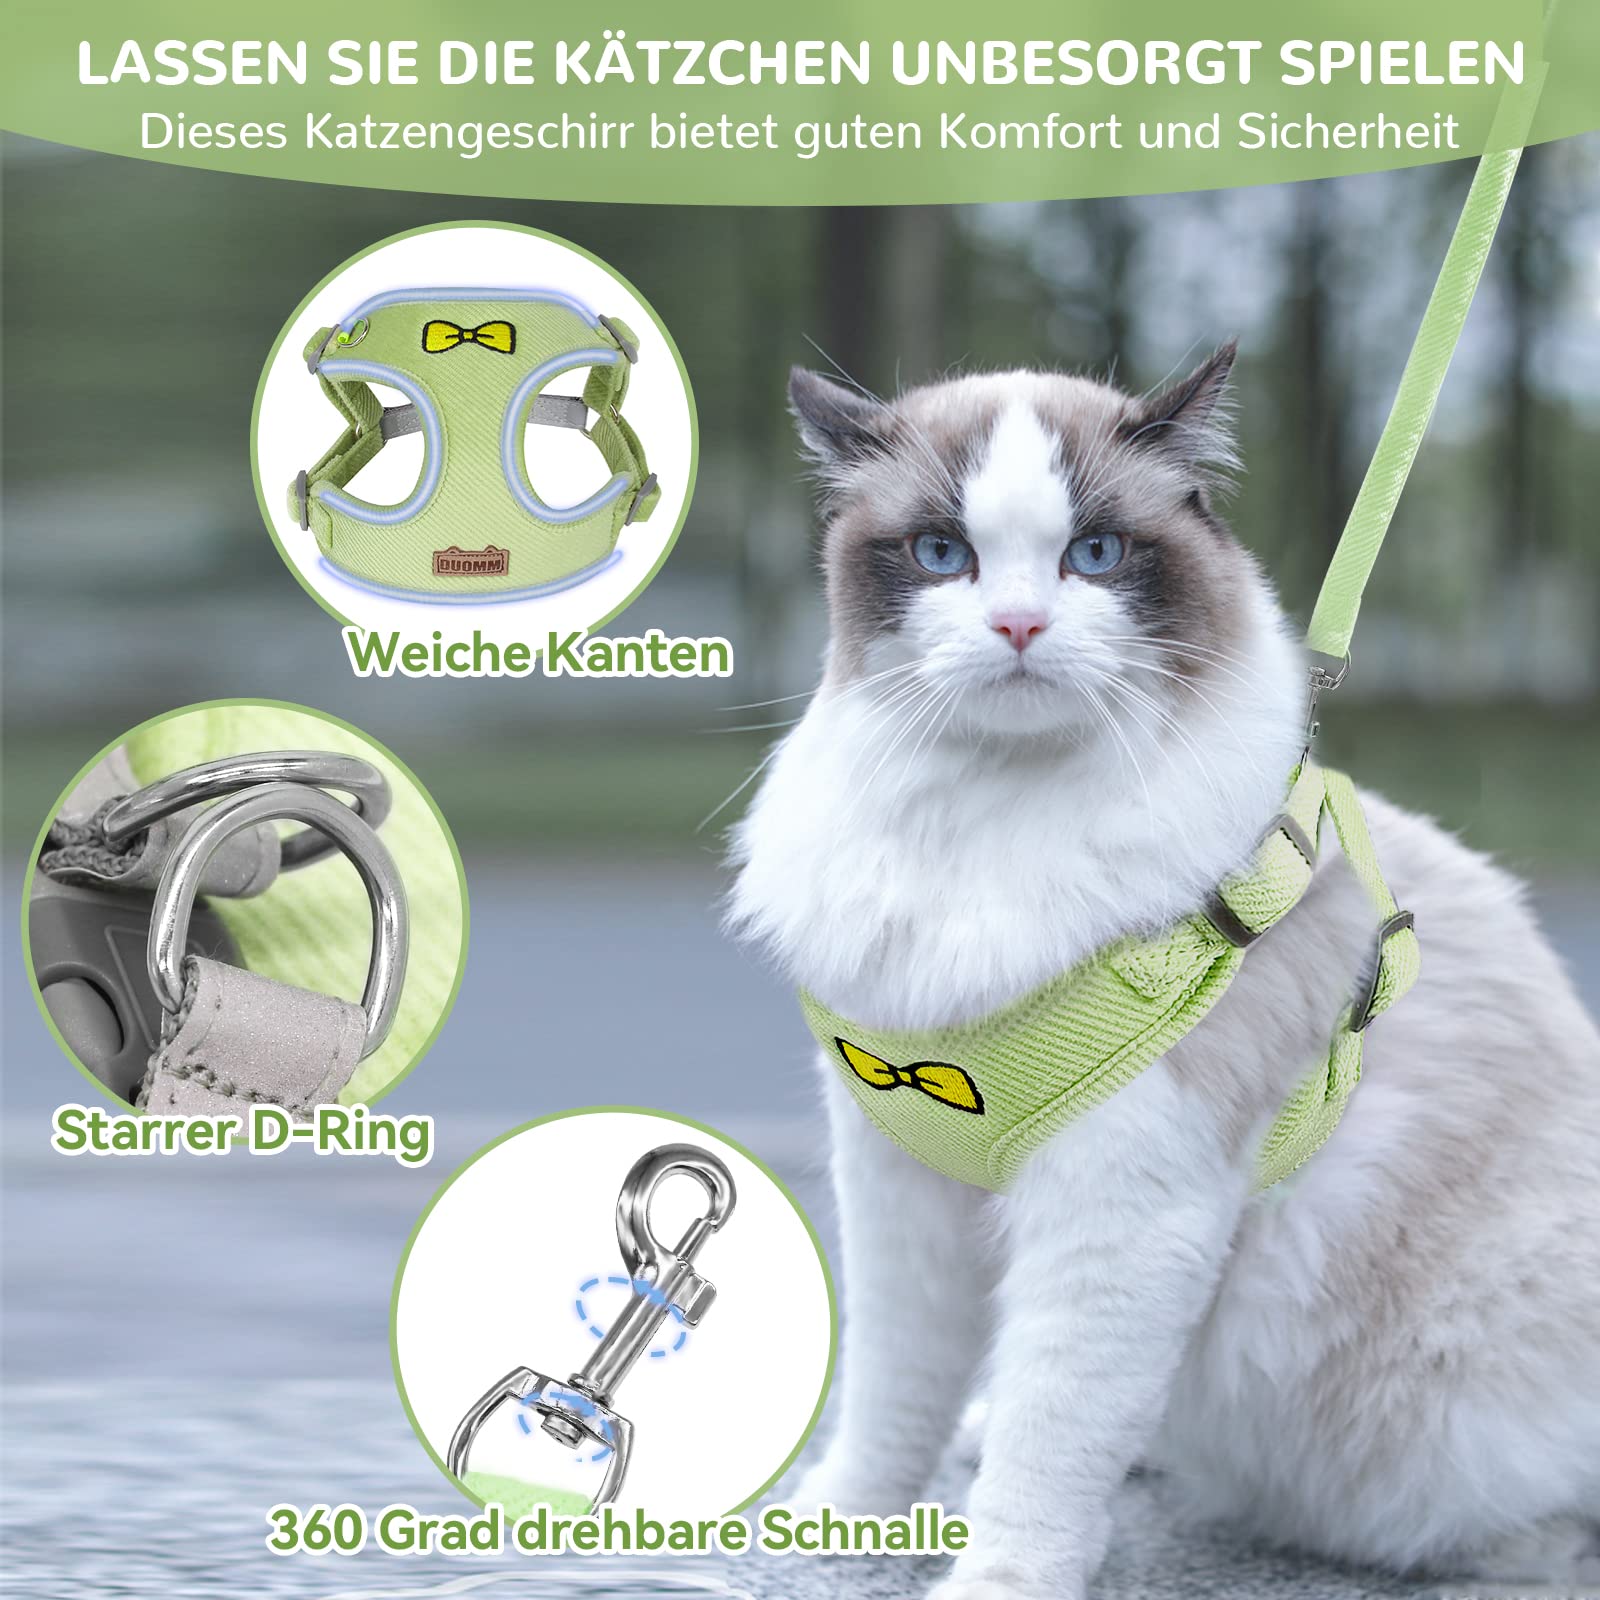 LASSEN SIE DIE KÄTZCHEN UNBESORGT SPIELEN
Dieses Katzengeschirr bietet guten Komfort und Sicherheit
DUOMM
Weiche Kanten
Starrer D-Ring
360 Grad drehbare Schnalle